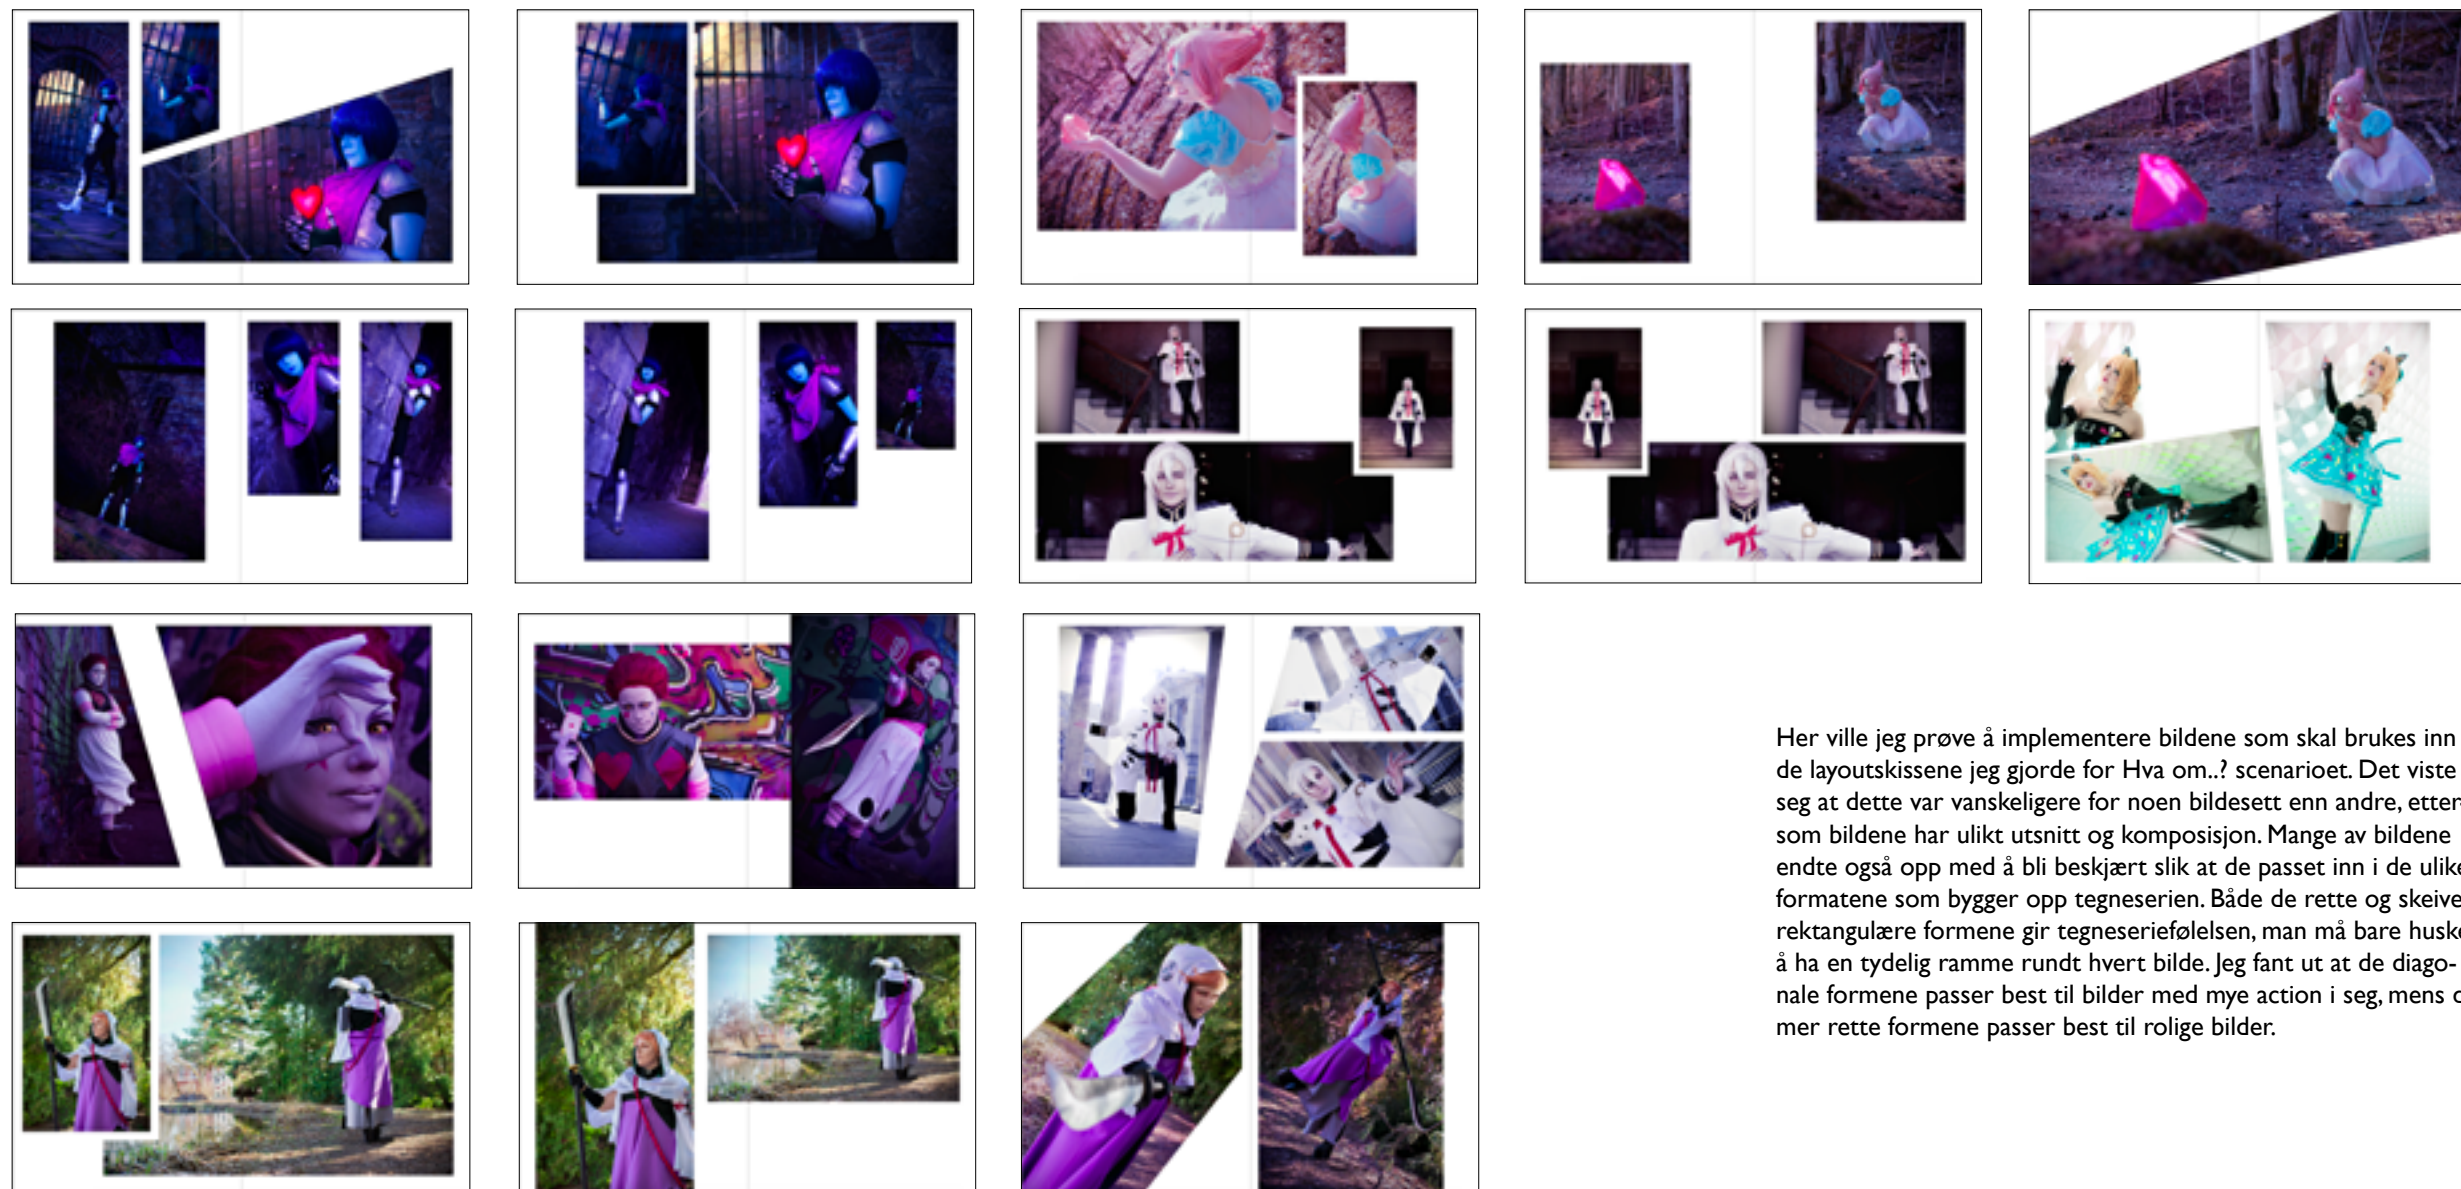 Her ville jeg prøve å implementere bildene som skal brukes inn
de layoutskissene jeg gjorde for Hva om..? scenarioet. Det viste
seg at dette var vanskeligere for noen bildesett enn andre, etter-
som bildene har ulikt utsnitt og komposisjon. Mange av bildene
endte også opp med å bli beskjært slik at de passet inn i de ulike
formatene som bygger opp tegneserien. Både de rette og skeive
rektangulære formene gir tegneseriefølelsen, man må bare huske
å ha en tydelig ramme rundt hvert bilde. Jeg fant ut at de diago-
nale formene passer best til bilder med mye action i seg, mens
mer rette formene passer best til rolige bilder.